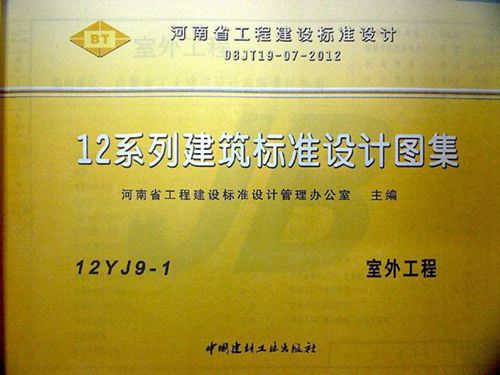 BT
河南省工程建设标准设计
DBJT19-07-2012
12系列建筑标准设计图集
河南省工程建设标准设计管理办公室 主编
12YJ9-1 室外工程
中国建材工业出版社